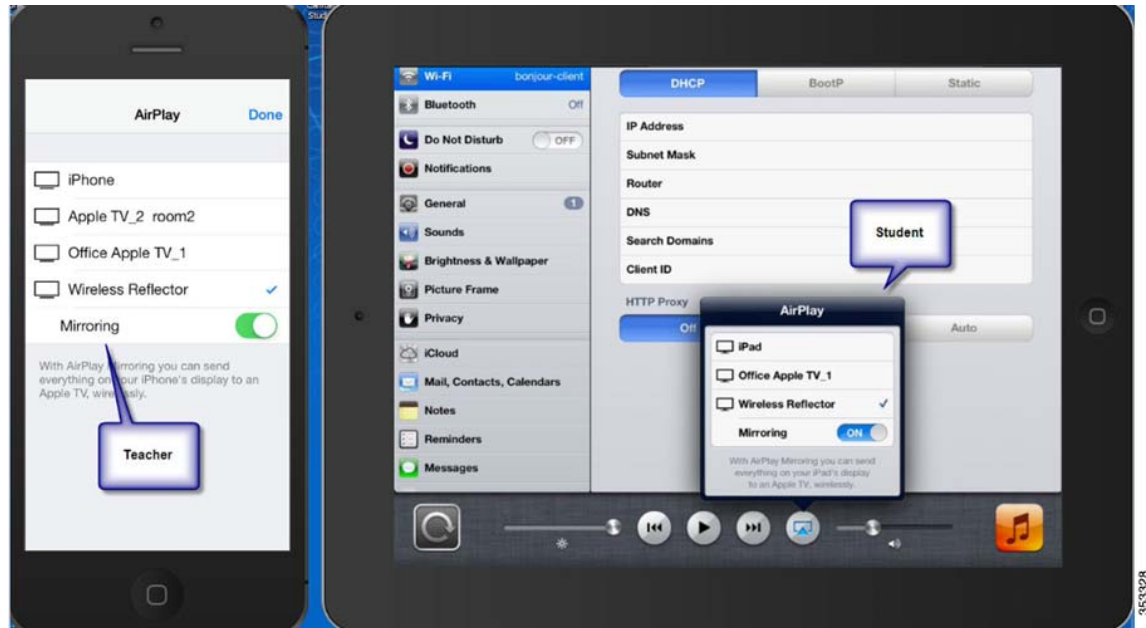 Stud
AirPlay
Done
iPhone
Apple TV_2 room2
Office Apple TV_1
Wireless Reflector
Mirroring
With AirPlay Mirroring you can send
everything on your iPhone's display to an
Apple TV, wirelessly.
Teacher
Wi-Fi bonjour-client
Bluetooth Off
Do Not Disturb OFF
Notifications
General 1
Sounds
Brightness & Wallpaper
Picture Frame
Privacy
iCloud
Mail, Contacts, Calendars
Notes
Reminders
Messages
DHCP BootP Static
IP Address
Subnet Mask
Router
DNS
Search Domains
Client ID
HTTP Proxy
Off Auto
Student
AirPlay
iPad
Office Apple TV_1
Wireless Reflector
Mirroring ON
With AirPlay Mirroring you can send
everything on your iPad's display
to an Apple TV, wirelessly.
353328